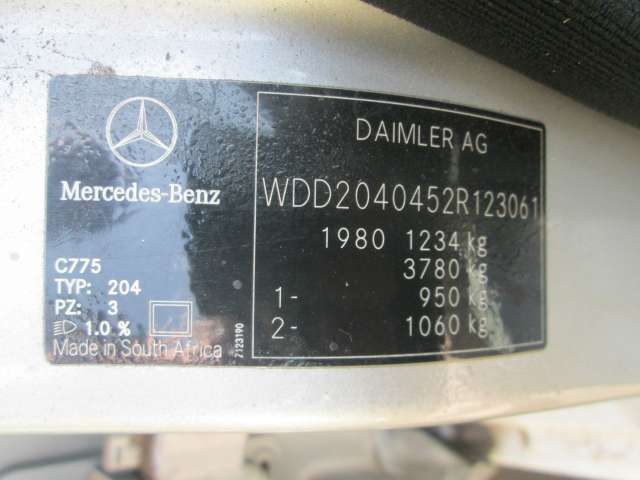 Mercedes-Benz
C775
TYP: 204
PZ: 3
1.0 %
Made in South Africa
7123190
DAIMLER AG
WDD2040452R123061
1980 1234 kg
3780 kg
1- 950 kg
2- 1060 kg